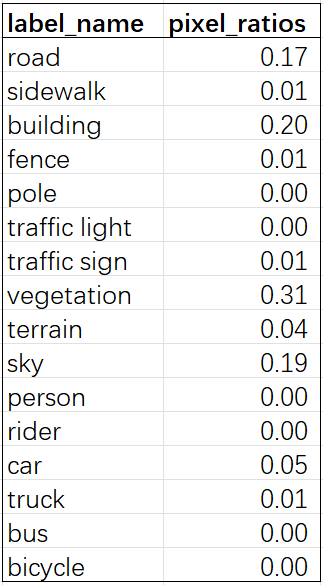 label_name pixel_ratios
road 0.17
sidewalk 0.01
building 0.20
fence 0.01
pole 0.00
traffic light 0.00
traffic sign 0.01
vegetation 0.31
terrain 0.04
sky 0.19
person 0.00
rider 0.00
car 0.05
truck 0.01
bus 0.00
bicycle 0.00